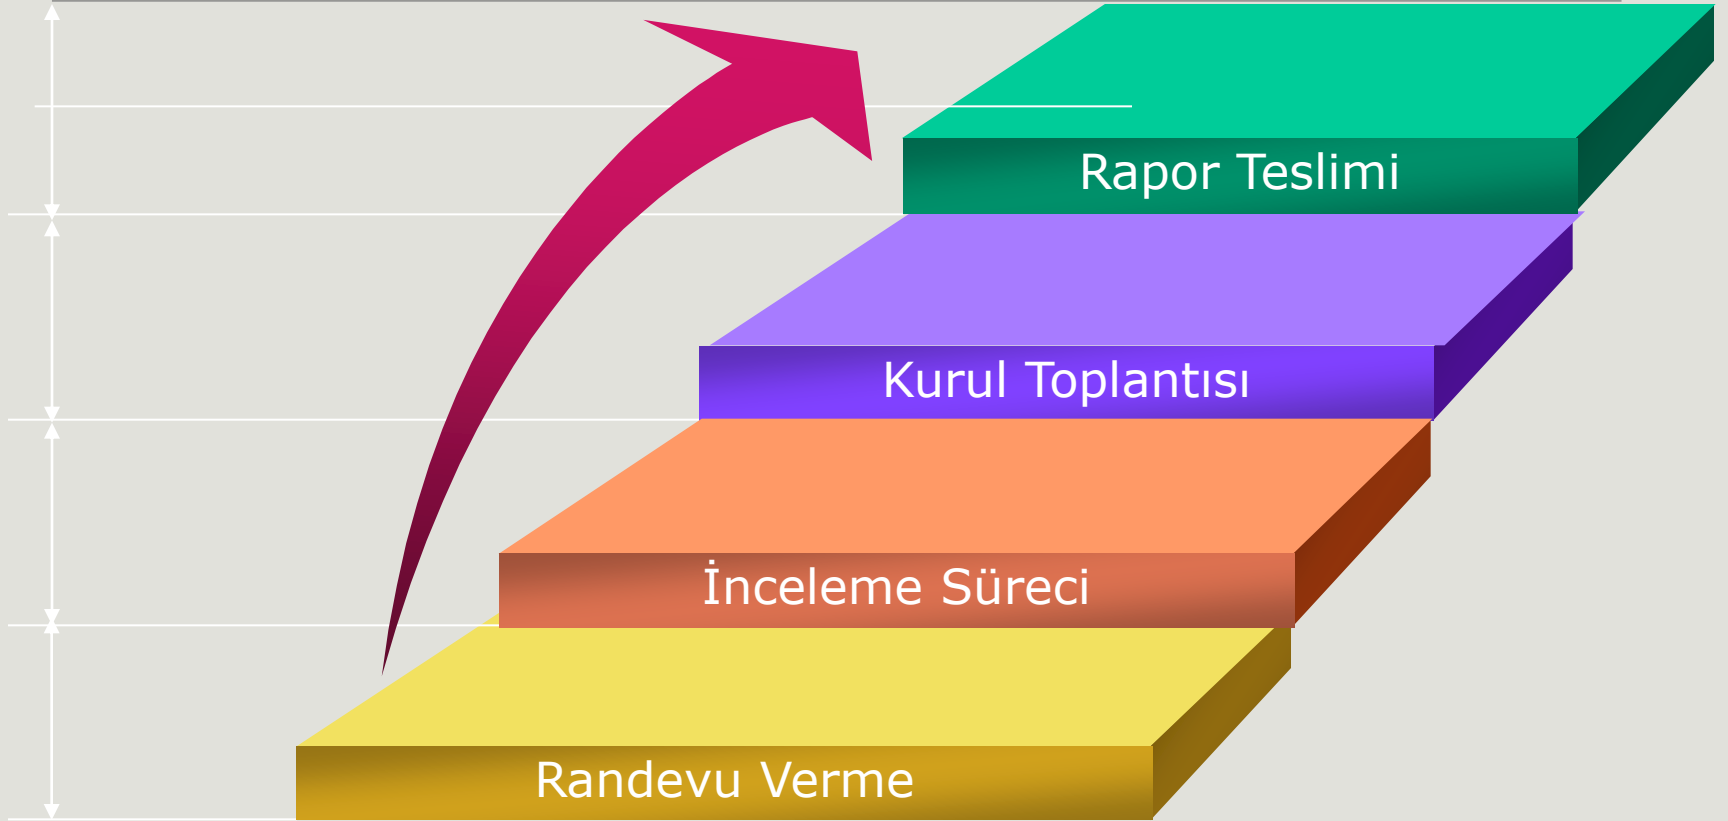 Rapor Teslimi
Kurul Toplantısı
İnceleme Süreci
Randevu Verme